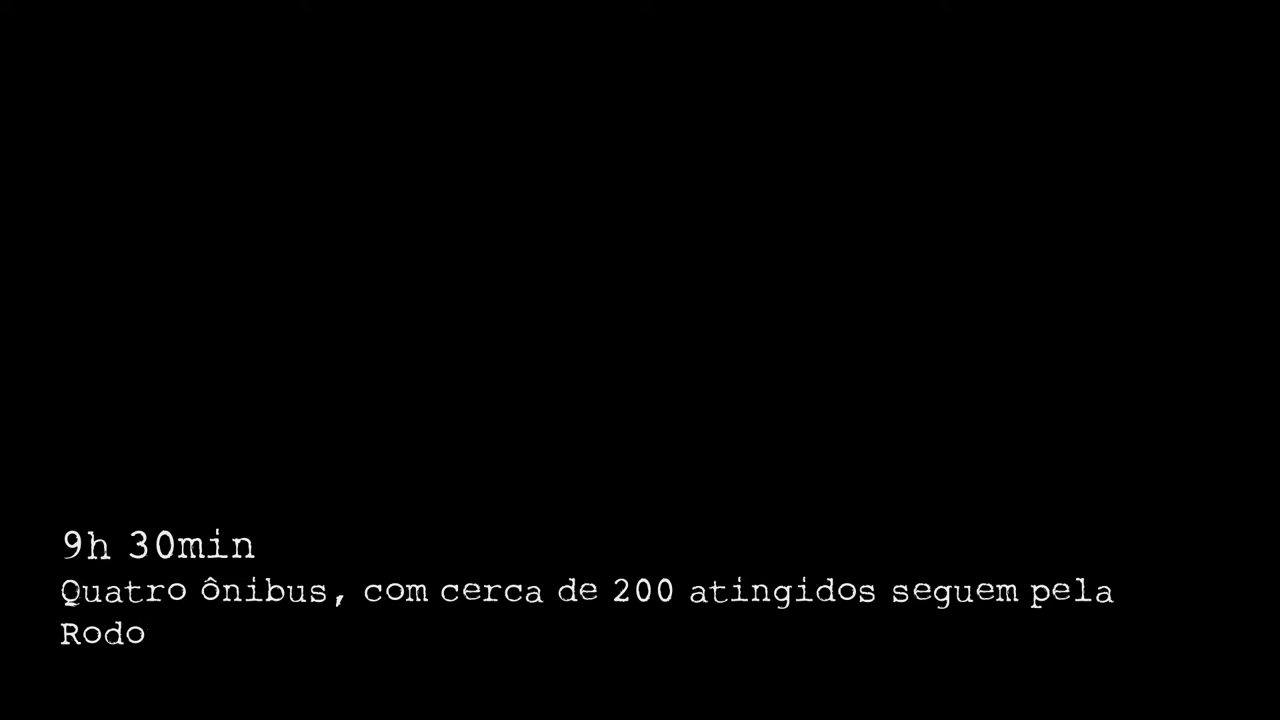 9h 30min
Quatro ônibus, com cerca de 200 atingidos seguem pela
Rodo